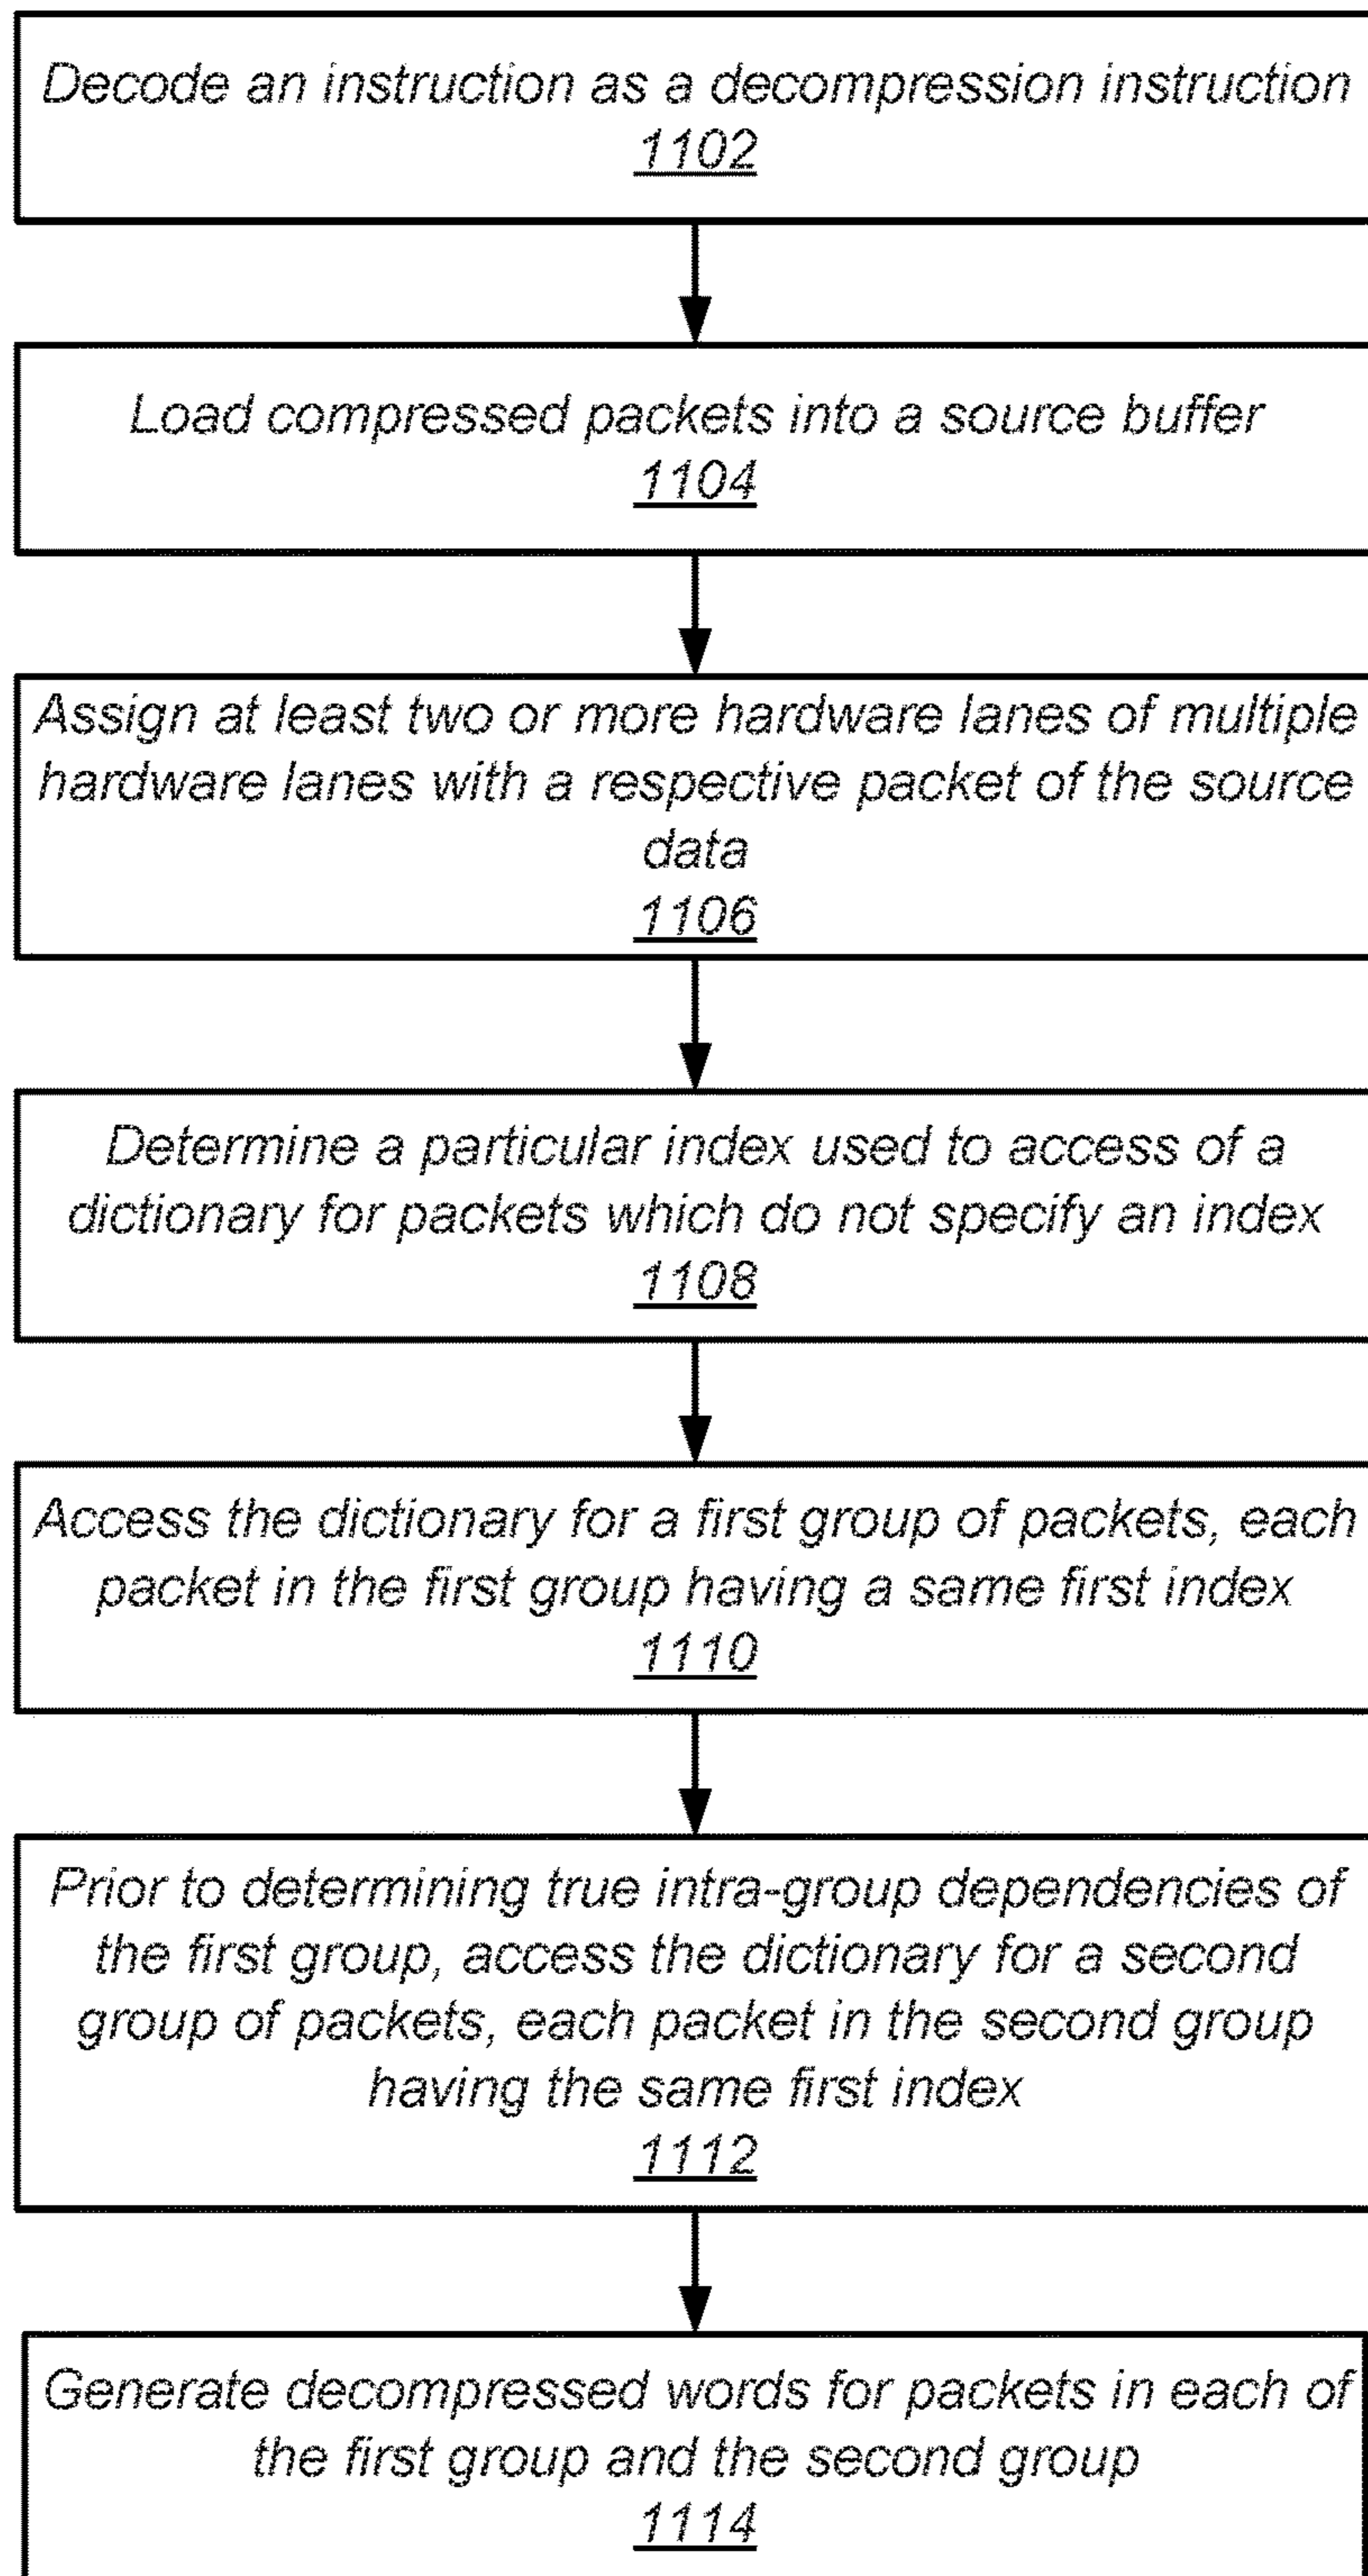 Decode an instruction as a decompression instruction
1102
Load compressed packets into a source buffer
1104
Assign at least two or more hardware lanes of multiple
hardware lanes with a respective packet of the source
data
1106
Determine a particular index used to access of a
dictionary for packets which do not specify an index
1108
Access the dictionary for a first group of packets, each
packet in the first group having a same first index
1110
Prior to determining true intra-group dependencies of
the first group, access the dictionary for a second
group of packets, each packet in the second group
having the same first index
1112
Generate decompressed words for packets in each of
the first group and the second group
1114